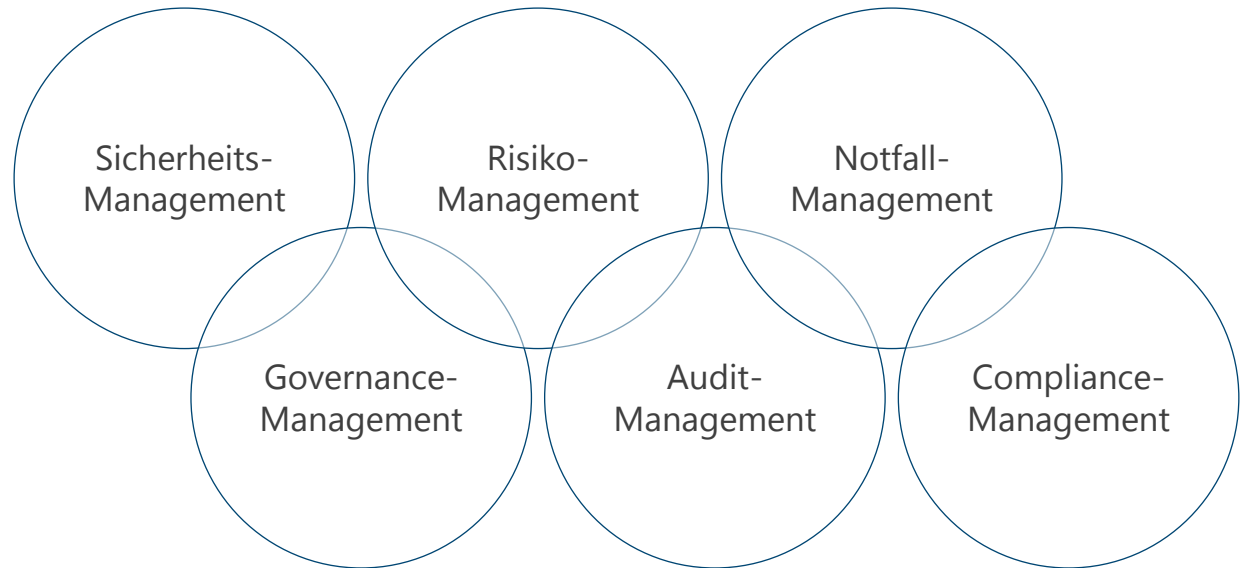 Sicherheits-
Management
Risiko-
Management
Notfall-
Management
Governance-
Management
Audit-
Management
Compliance-
Management